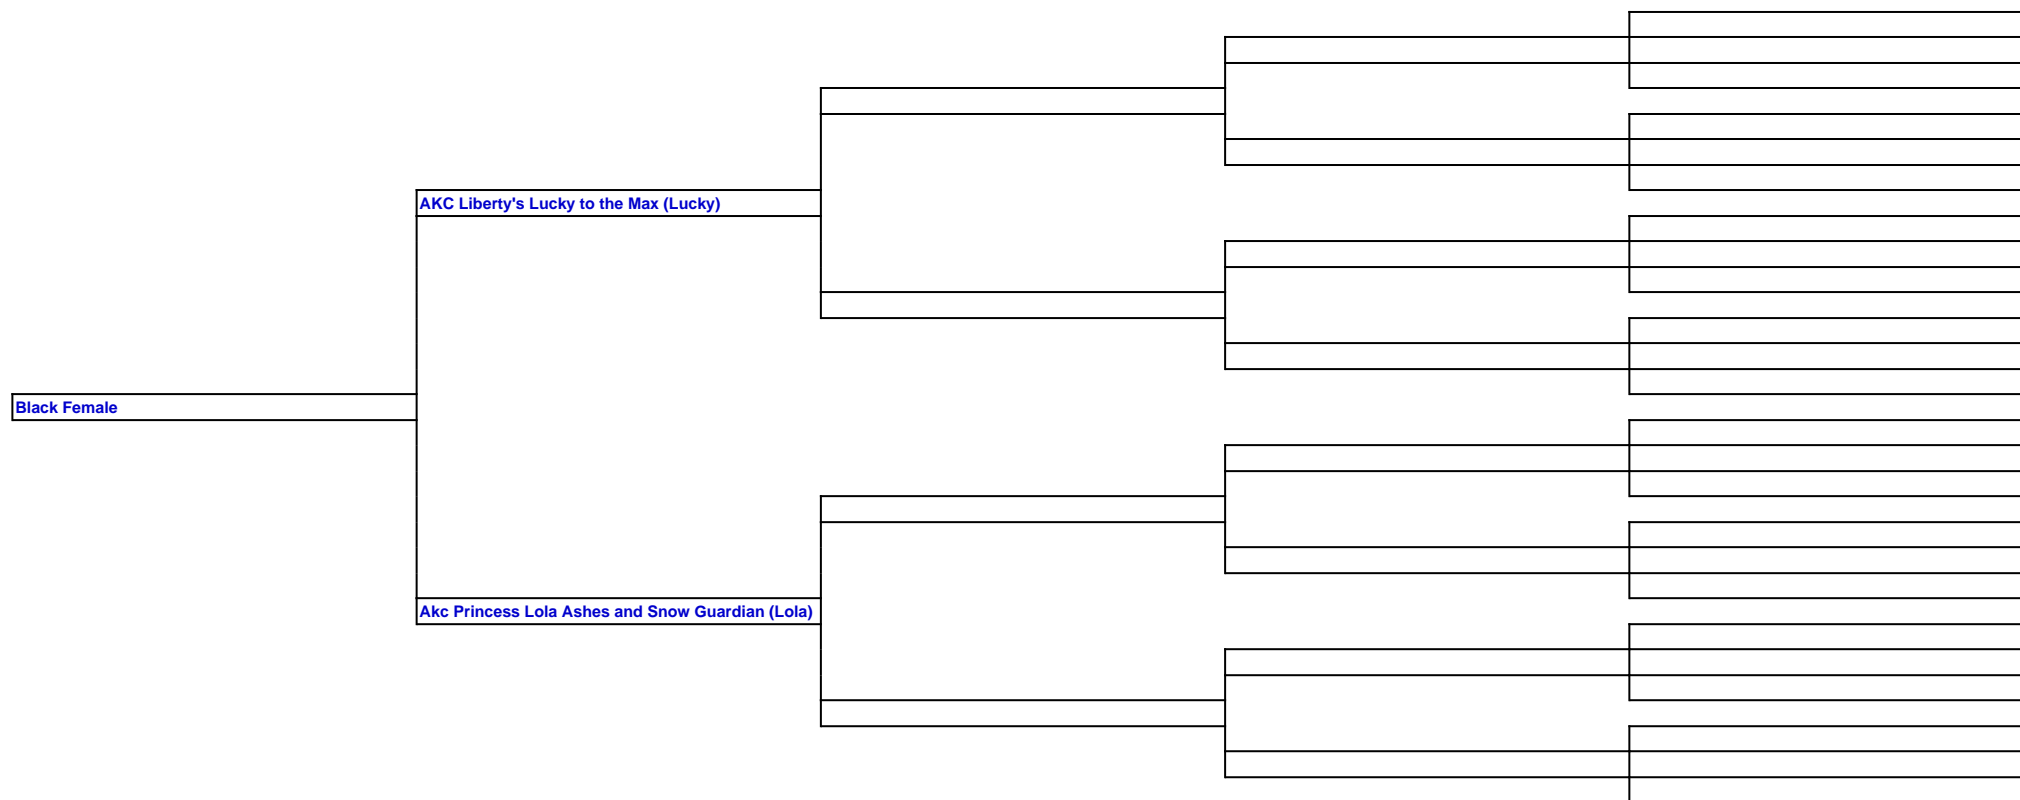 AKC Liberty's Lucky to the Max (Lucky)
Black Female
Akc Princess Lola Ashes and Snow Guardian (Lola)